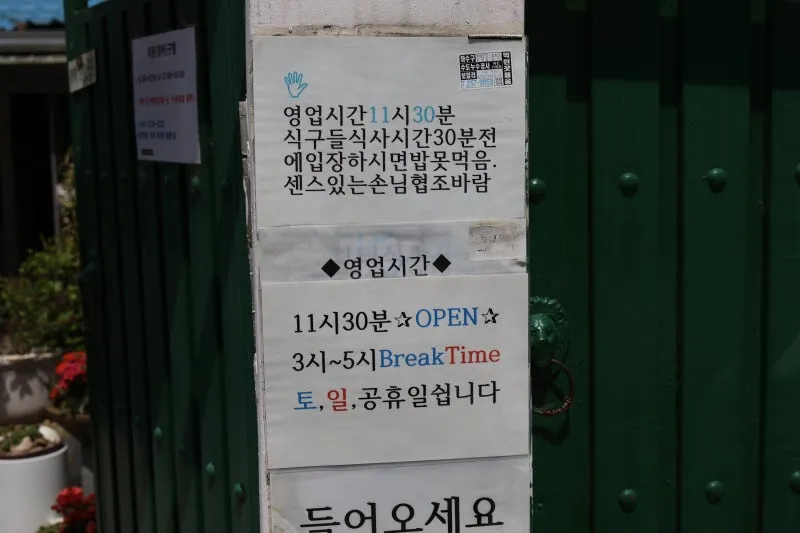 영업시간11시30분
식구들식사시간30분전
에입장하시면밥못먹음.
센스있는손님협조바람
◆영업시간◆
11시30분☆OPEN☆
3시~5시BreakTime
토,일,공휴일쉽니다
들어오세요